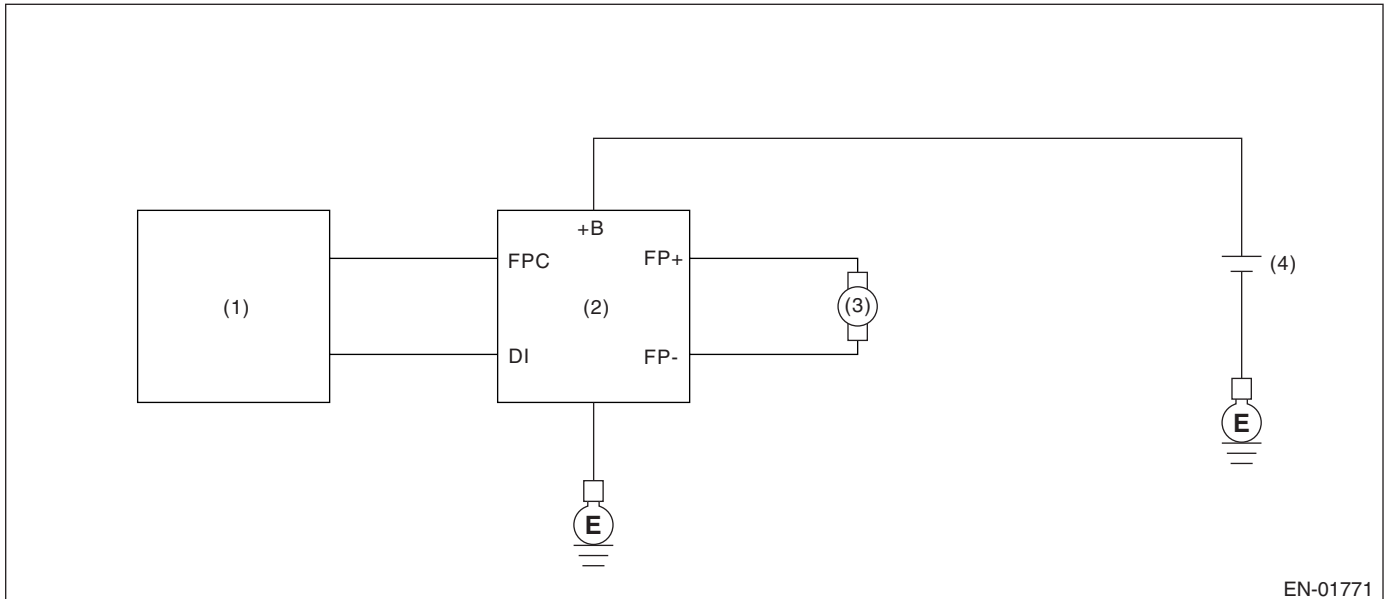 +B
FPC
FP+
(1)
(2)
(3)
(4)
DI
FP-
E
E
EN-01771